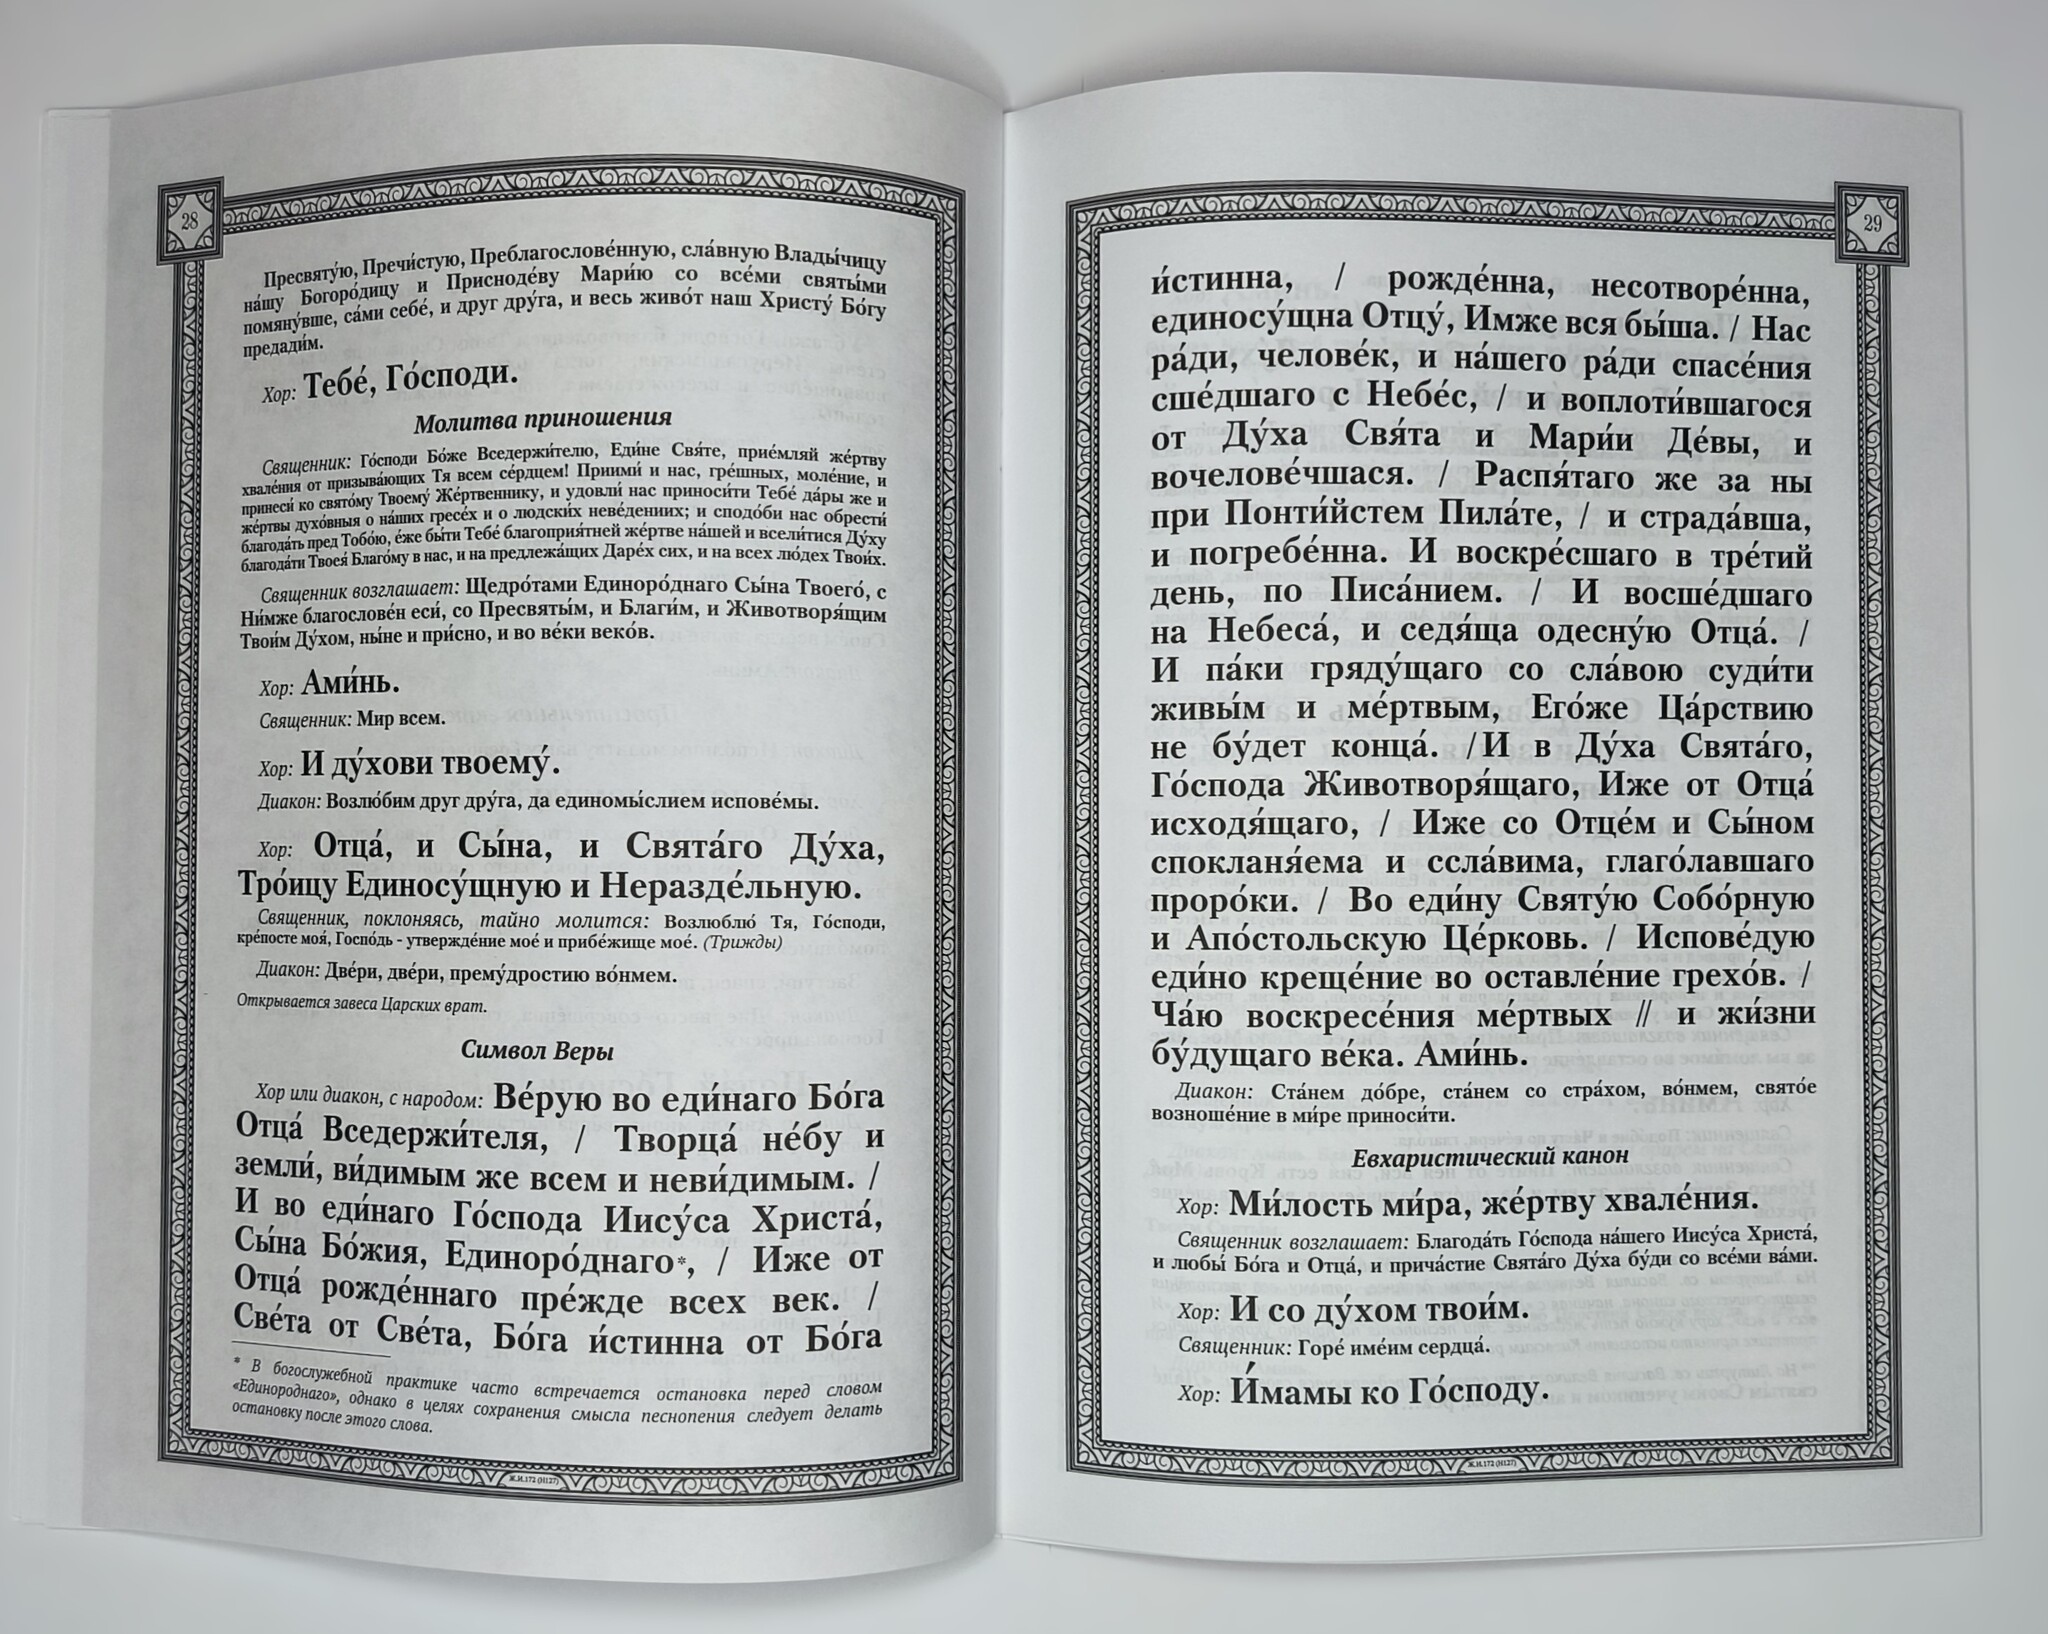 28
Пресвяту́ю, Пречи́стую, Преблагослове́нную, сла́вную Влады́чицу
на́шу Богоро́дицу и Присноде́ву Мари́ю со все́ми святы́ми
помяну́вше, са́ми себе́, и друг дру́га, и весь живо́т наш Христу́ Бо́гу
предади́м.
Хор: Тебе́, Го́споди.
Молитва приношения
Священник: Го́споди Бо́же Вседержи́телю, Еди́не Свя́те, прие́мляй же́ртву
хвале́ния от призыва́ющих Тя всем се́рдцем! Приими́ и нас, гре́шных, моле́ние, и
принеси́ ко свято́му Твоему́ Же́ртвеннику, и удовли́ нас приноси́ти Тебе́ да́ры же и
же́ртвы духо́вныя о на́ших гресе́х и о людски́х неве́дениих; и сподо́би нас обрести́
благода́ть пред Тобо́ю, е́же бы́ти Тебе́ благоприя́тней же́ртве на́шей и всели́тися Ду́ху
благода́ти Твоея́ Благо́му в нас, и на предлежа́щих Даре́х сих, и на всех лю́дех Твои́х.
Священник возглашает: Щедро́тами Единоро́днаго Сы́на Твоего́, с
Ни́мже благослове́н еси́, со Пресвяты́м, и Благи́м, и Животворя́щим
Твои́м Ду́хом, ны́не и при́сно, и во ве́ки веко́в.
Хор: Ами́нь.
Священник: Мир всем.
Хор: И ду́хови твоему́.
Диакон: Возлю́бим друг дру́га, да единомы́слием испове́мы.
Хор: Отца́, и Сы́на, и Свята́го Ду́ха,
Тро́ицу Единосу́щную и Неразде́льную.
Священник, поклоняясь, тайно молится: Возлюблю́ Тя, Го́споди,
кре́посте моя́, Госпо́дь - утвержде́ние мое́ и прибе́жище мое́. (Трижды)
Диакон: Две́ри, две́ри, прему́дростию во́нмем.
Открывается завеса Царских врат.
Символ Веры
Хор или диакон, с народом: Ве́рую во еди́наго Бо́га
Отца́ Вседержи́теля, / Творца́ не́бу и
земли́, ви́димым же всем и неви́димым. /
И во еди́наго Го́спода Иису́са Христа́,
Сы́на Бо́жия, Единоро́днаго*, / Иже от
Отца́ рожде́ннаго пре́жде всех век. /
Све́та от Све́та, Бо́га и́стинна от Бо́га
* В богослужебной практике часто встречается остановка перед словом
«Единороднаго», однако в целях сохранения смысла песнопения следует делать
остановку после этого слова.
Ж.И.172 (Н127)
29
и́стинна, / рожде́нна, несотворе́нна,
единосу́щна Отцу́, Имже вся бы́ша. / Нас
ра́ди, челове́к, и на́шего ра́ди спасе́ния
сше́дшаго с Небе́с, / и воплоти́вшагося
от Ду́ха Свя́та и Мари́и Де́вы, и
вочелове́чшася. / Распя́таго же за ны
при Понти́йстем Пила́те, / и страда́вша,
и погребе́нна. И воскре́сшаго в тре́тий
день, по Писа́нием. / И восше́дшаго
на Небеса́, и седя́ща одесну́ю Отца́. /
И па́ки гряду́щаго со сла́вою суди́ти
живы́м и ме́ртвым, Его́же Ца́рствию
не бу́дет конца́. /И в Ду́ха Свята́го,
Го́спода Животворя́щаго, Иже от Отца́
исходя́щаго, / Иже со Отце́м и Сы́ном
спокланя́ема и ссла́вима, глаго́лавшаго
проро́ки. / Во еди́ну Святу́ю Собо́рную
и Апо́стольскую Це́рковь. / Испове́дую
еди́но креще́ние во оставле́ние грехо́в. /
Ча́ю воскресе́ния ме́ртвых // и жи́зни
бу́дущаго ве́ка. Ами́нь.
Диакон: Ста́нем до́бре, ста́нем со стра́хом, во́нмем, свято́е
возноше́ние в ми́ре приноси́ти.
Евхаристический канон
Хор: Ми́лость ми́ра, же́ртву хвале́ния.
Священник возглашает: Благода́ть Го́спода на́шего Иису́са Христа́,
и любы́ Бо́га и Отца́, и прича́стие Свята́го Ду́ха бу́ди со все́ми ва́ми.
Хор: И со ду́хом твои́м.
Священник: Горе́ име́им сердца́.
Хор: И́мамы ко Го́споду.
Ж.И.172 (Н127)